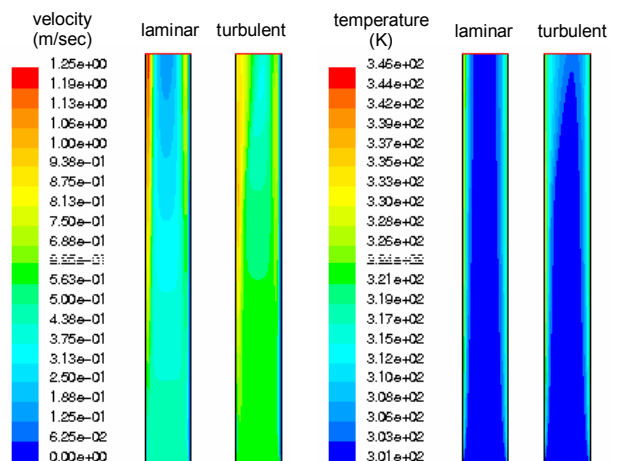 velocity
(m/sec)
laminar
turbulent
1.25e+00
1.19e+00
1.13e+00
1.06e+00
1.00e+00
9.38e-01
8.75e-01
8.13e-01
7.50e-01
6.88e-01
5.63e-01
5.00e-01
4.38e-01
3.75e-01
3.13e-01
2.50e-01
1.88e-01
1.25e-01
6.25e-02
0.00e+00
temperature
(K)
laminar
turbulent
3.46e+02
3.44e+02
3.42e+02
3.39e+02
3.37e+02
3.35e+02
3.33e+02
3.30e+02
3.28e+02
3.26e+02
3.21e+02
3.19e+02
3.17e+02
3.15e+02
3.12e+02
3.10e+02
3.08e+02
3.06e+02
3.03e+02
3.01e+02